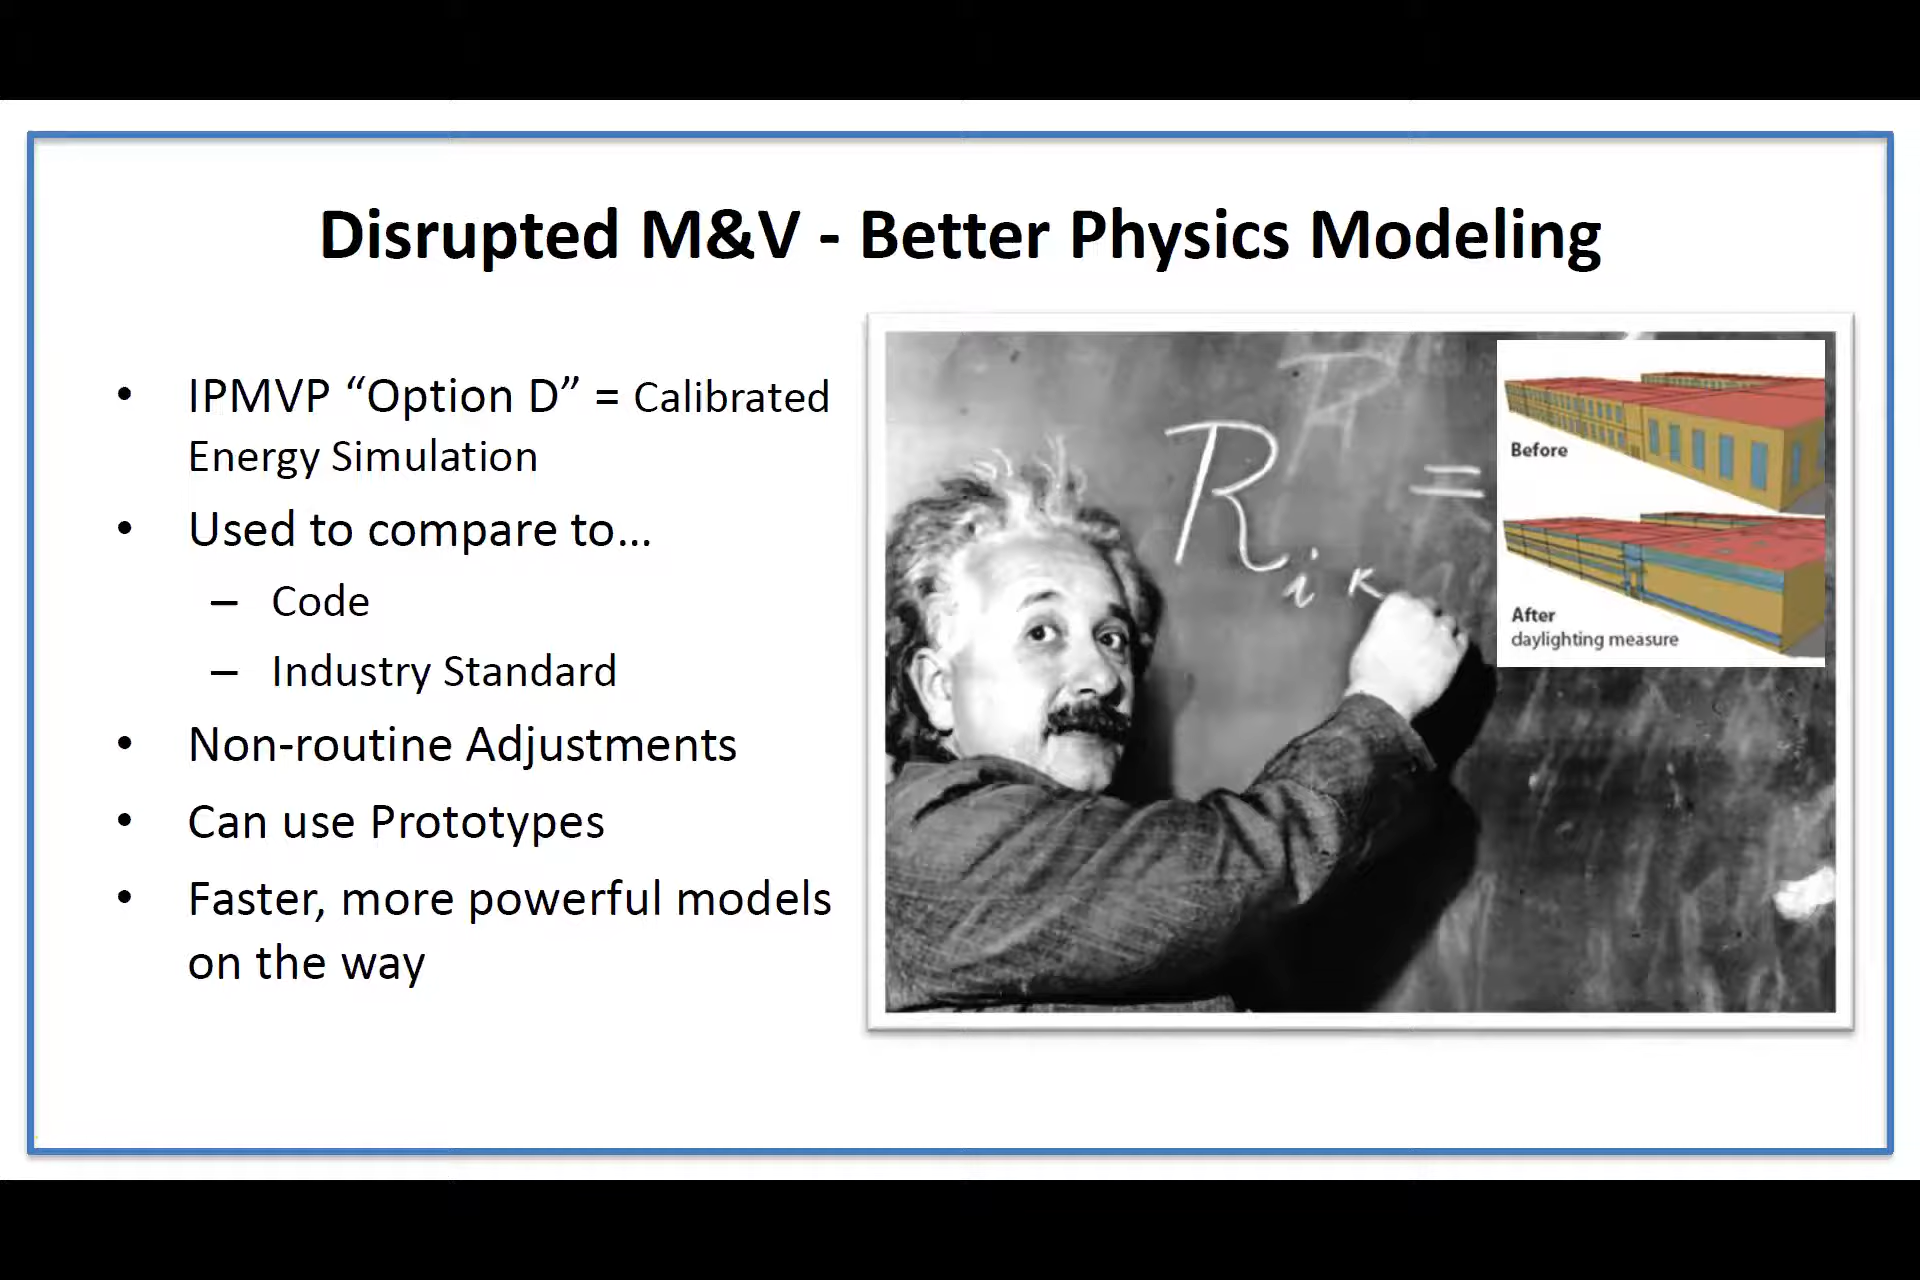 Disrupted M&V - Better Physics Modeling
• IPMVP “Option D” = Calibrated
Energy Simulation
• Used to compare to...
– Code
– Industry Standard
• Non-routine Adjustments
• Can use Prototypes
• Faster, more powerful models
on the way
R i k =
Before
After
daylighting measure